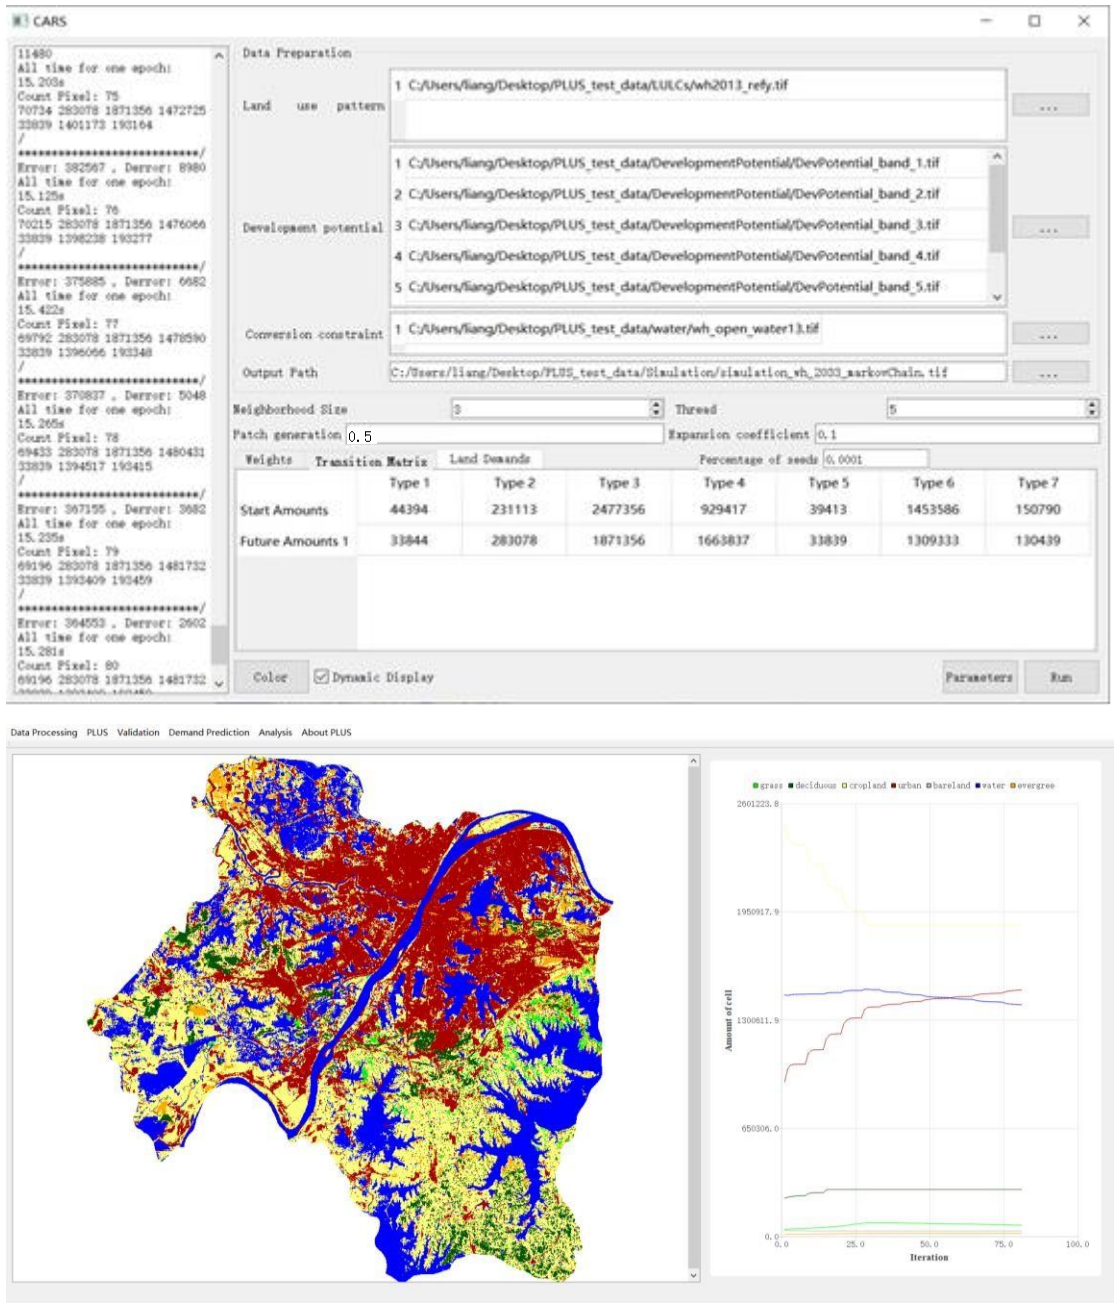 CARS
11480
All time for one epoch:
15.203s
Count Pixel: 75
70734 283078 1871356 1472725
33839 1401173 193164
/
****************************/
Error: 382567 , Derror: 8980
All time for one epoch:
15.125s
Count Pixel: 76
70215 283078 1871356 1476066
33839 1398238 193277
/
****************************/
Error: 375885 , Derror: 6682
All time for one epoch:
15.422s
Count Pixel: 77
69792 283078 1871356 1478590
33839 1396066 193348
/
****************************/
Error: 370837 , Derror: 5048
All time for one epoch:
15.265s
Count Pixel: 78
69433 283078 1871356 1480431
33839 1394517 193415
/
****************************/
Error: 367155 , Derror: 3682
All time for one epoch:
15.235s
Count Pixel: 79
69196 283078 1871356 1481732
33839 1393409 193459
/
****************************/
Error: 364553 , Derror: 2602
All time for one epoch:
15.281s
Count Pixel: 80
69196 283078 1871356 1481732
Data Preparation
Land use pattern
1 C:/Users/liang/Desktop/PLUS_test_data/LULCs/wh2013_refy.tif
...
Development potential
1 C:/Users/liang/Desktop/PLUS_test_data/DevelopmentPotential/DevPotential_band_1.tif
2 C:/Users/liang/Desktop/PLUS_test_data/DevelopmentPotential/DevPotential_band_2.tif
3 C:/Users/liang/Desktop/PLUS_test_data/DevelopmentPotential/DevPotential_band_3.tif
4 C:/Users/liang/Desktop/PLUS_test_data/DevelopmentPotential/DevPotential_band_4.tif
5 C:/Users/liang/Desktop/PLUS_test_data/DevelopmentPotential/DevPotential_band_5.tif
...
Conversion constraint
1 C:/Users/liang/Desktop/PLUS_test_data/water/wh_open_water13.tif
...
Output Path
C:/Users/liang/Desktop/PLUS_test_data/Simulation/simulation_wh_2033_markovChain.tif
...
Neighborhood Size 3 Thread 5
Patch generation 0.5 Expansion coefficient 0.1
Weights Transition Matrix Land Demands Percentage of seeds 0.0001
Type 1 Type 2 Type 3 Type 4 Type 5 Type 6 Type 7
Start Amounts 44394 231113 2477356 929417 39413 1453586 150790
Future Amounts 1 33844 283078 1871356 1663837 33839 1309333 130439
Color Dynamic Display Parameters Run
Data Processing PLUS Validation Demand Prediction Analysis About PLUS
grass deciduous cropland urban bareland water evergree
2601223.8
1950917.9
1300611.9
650306.0
0.0
Amount of cell
0.0 25.0 50.0 75.0 100.0
Iteration